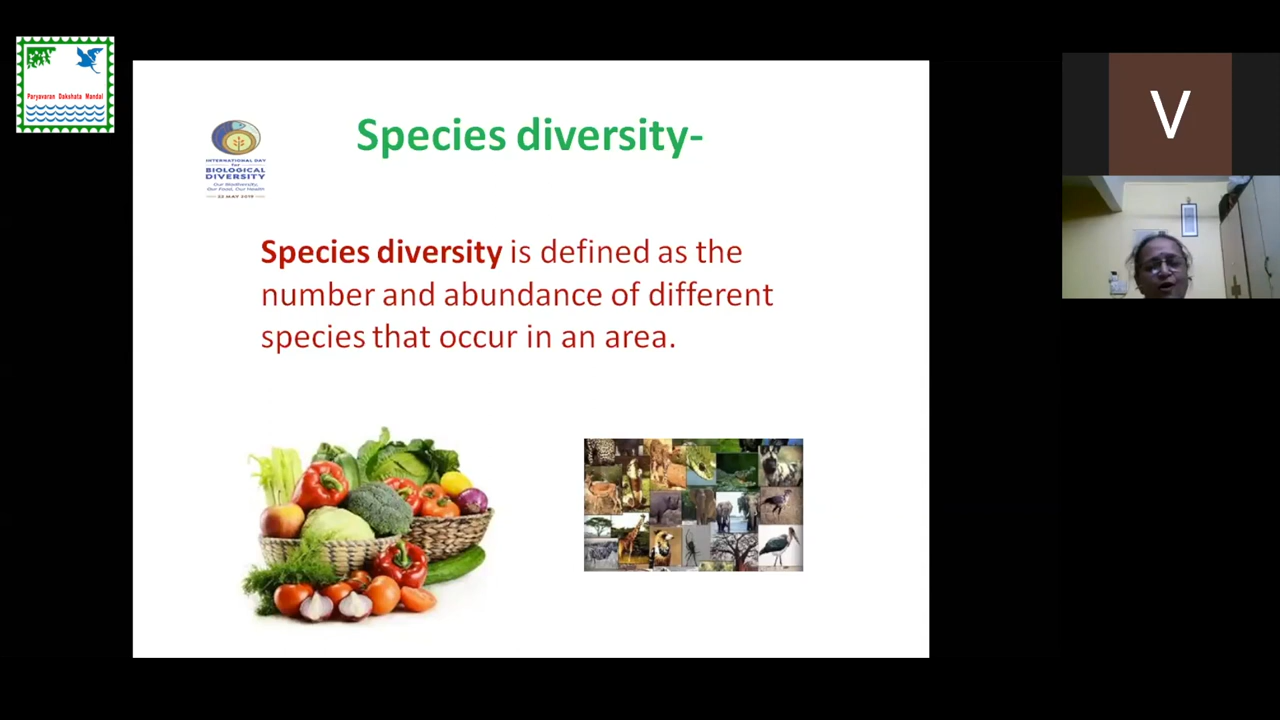 Paryavaran Dakshata Mandal
Species diversity-
INTERNATIONAL DAY
for
BIOLOGICAL
DIVERSITY
Our Biodiversity,
Our Food, Our Health
22 MAY 2019
Species diversity is defined as the
number and abundance of different
species that occur in an area.
V